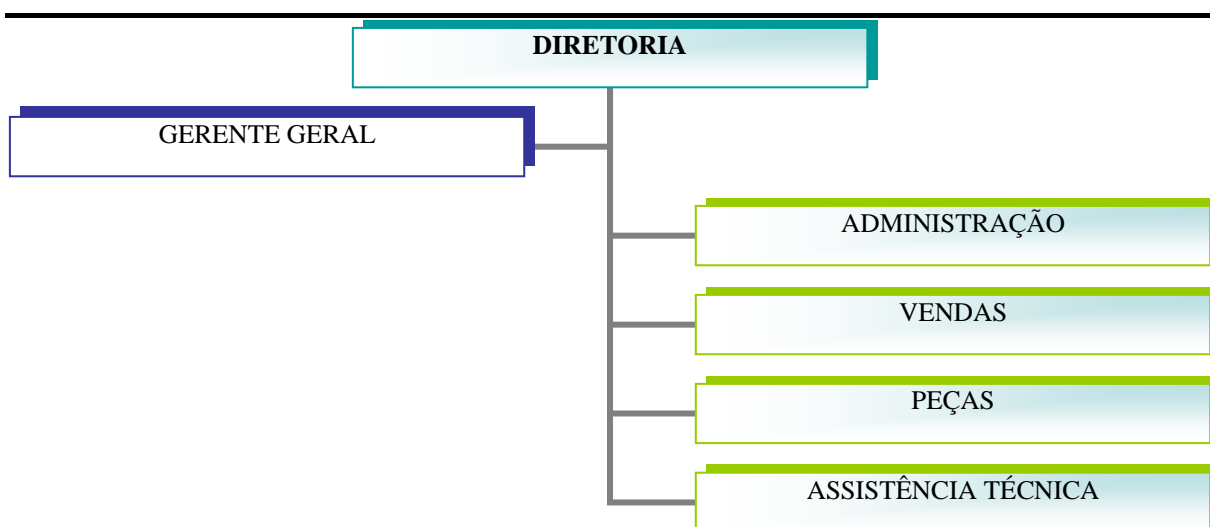 DIRETORIA
GERENTE GERAL
ADMINISTRAÇÃO
VENDAS
PEÇAS
ASSISTÊNCIA TÉCNICA